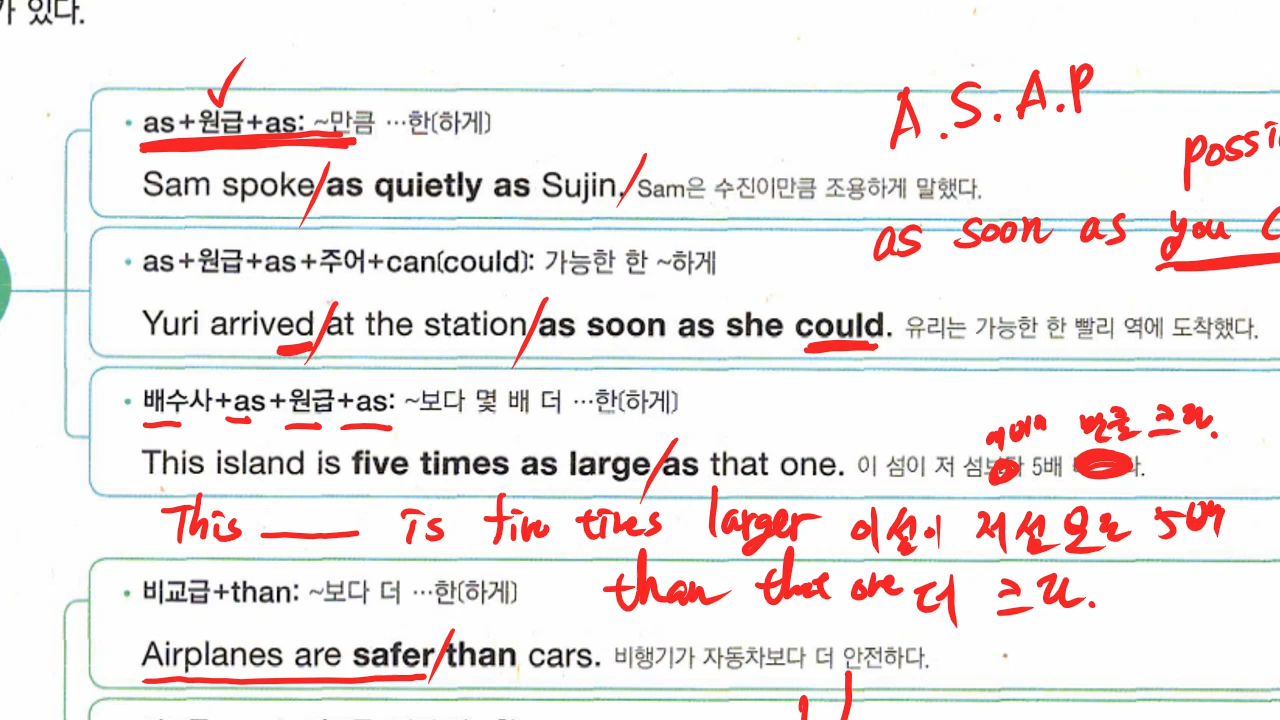 가 있다.
as+원급+as: ~만큼 …한(하게)
A.S.A.P
Sam spoke/as quietly as Sujin./Sam은 수진이만큼 조용하게 말했다.
as soon as you
as+원급+as+주어+can(could): 가능한 한 ~하게
Yuri arrived/at the station/as soon as she could. 유리는 가능한 한 빨리 역에 도착했다.
배수사+as+원급+as: ~보다 몇 배 더 …한(하게)
만큼 크다.
This island is five times as large/as that one. 이 섬이 저 섬 5배
This ___ is five times larger 이 섬이 저 섬 보다 5배
than that one 더 크다.
비교급+than: ~보다 더 …한(하게)
Airplanes are safer/than cars. 비행기가 자동차보다 더 안전하다.